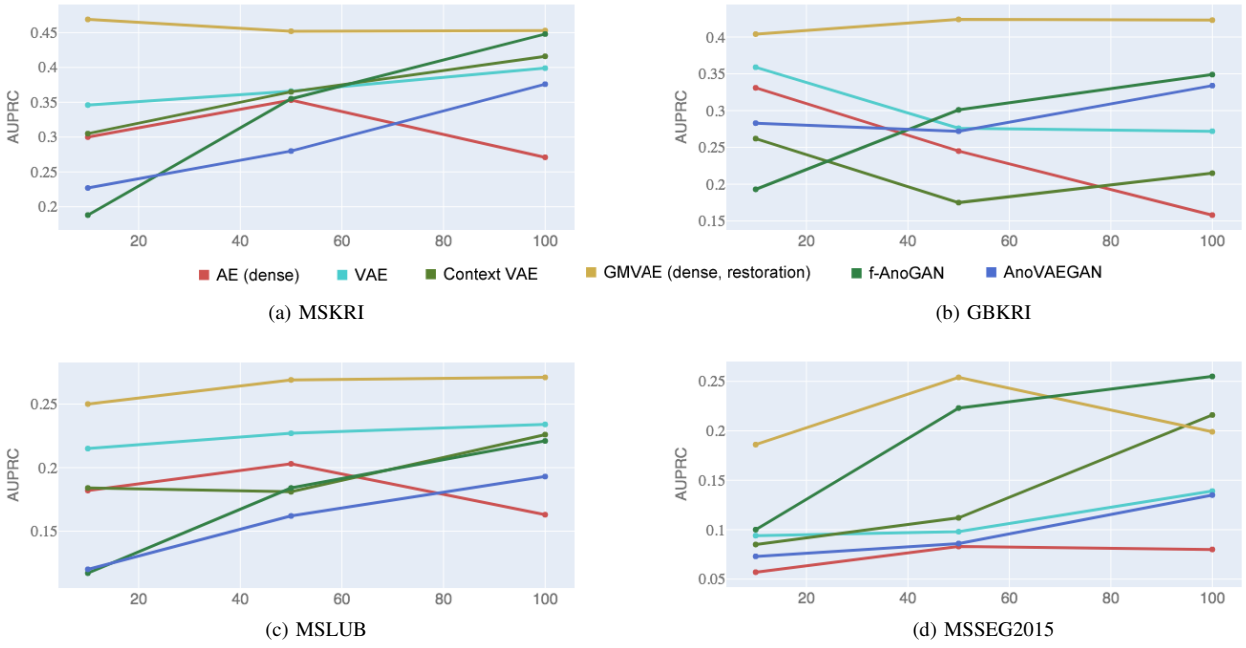 AUPRC
0.45
0.4
0.35
0.3
0.25
0.2
20 40 60 80 100
AUPRC
0.4
0.35
0.3
0.25
0.2
0.15
20 40 60 80 100
AE (dense) VAE Context VAE GMVAE (dense, restoration) f-AnoGAN AnoVAEGAN
(a) MSKRI
(b) GBKRI
AUPRC
0.25
0.2
0.15
20 40 60 80 100
(c) MSLUB
AUPRC
0.25
0.2
0.15
0.1
0.05
20 40 60 80 100
(d) MSSEG2015